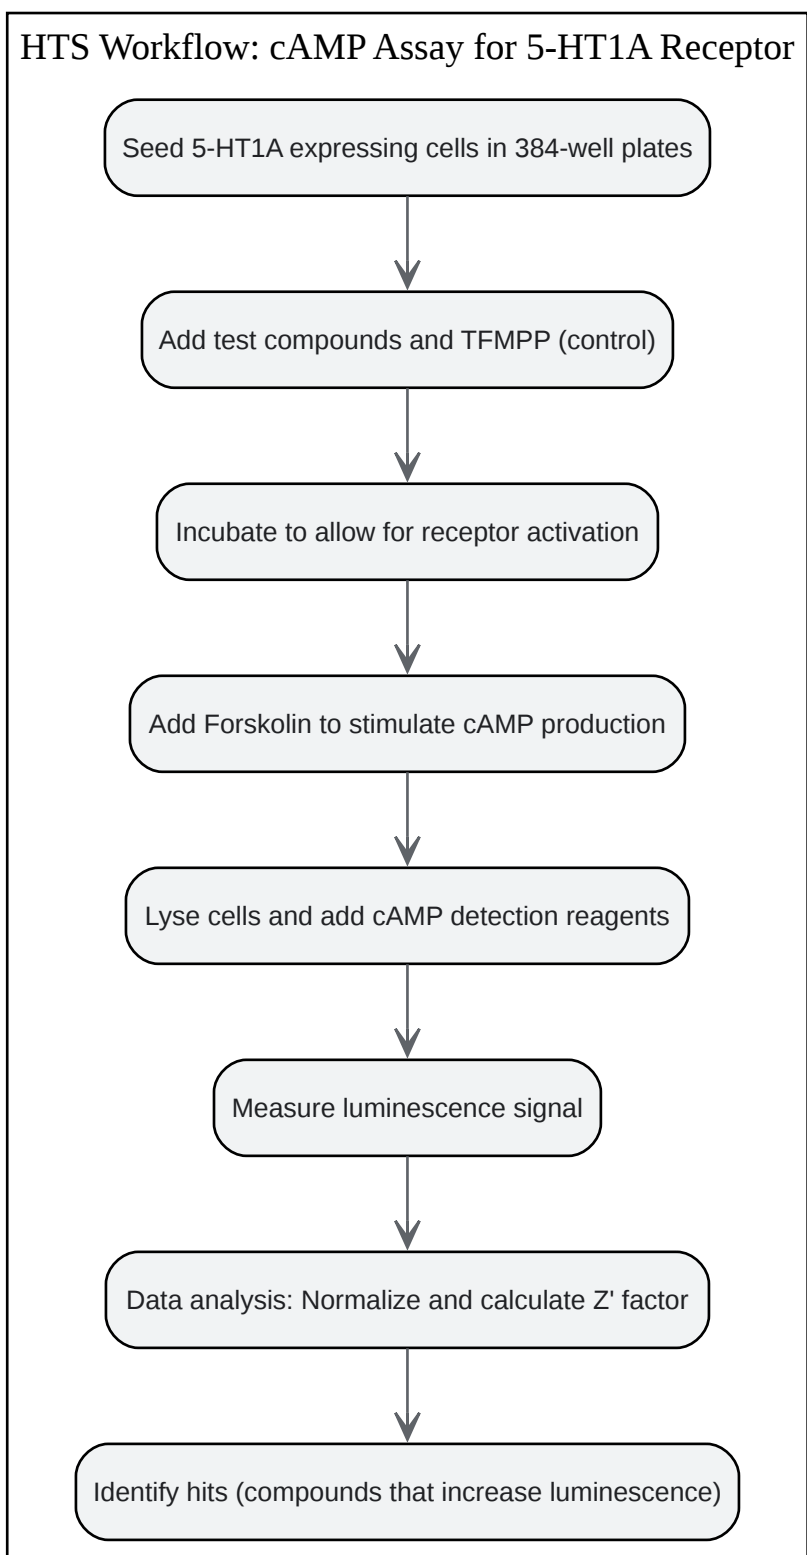 HTS Workflow: cAMP Assay for 5-HT1A Receptor
Seed 5-HT1A expressing cells in 384-well plates
Add test compounds and TFMPP (control)
Incubate to allow for receptor activation
Add Forskolin to stimulate cAMP production
Lyse cells and add cAMP detection reagents
Measure luminescence signal
Data analysis: Normalize and calculate Z' factor
Identify hits (compounds that increase luminescence)